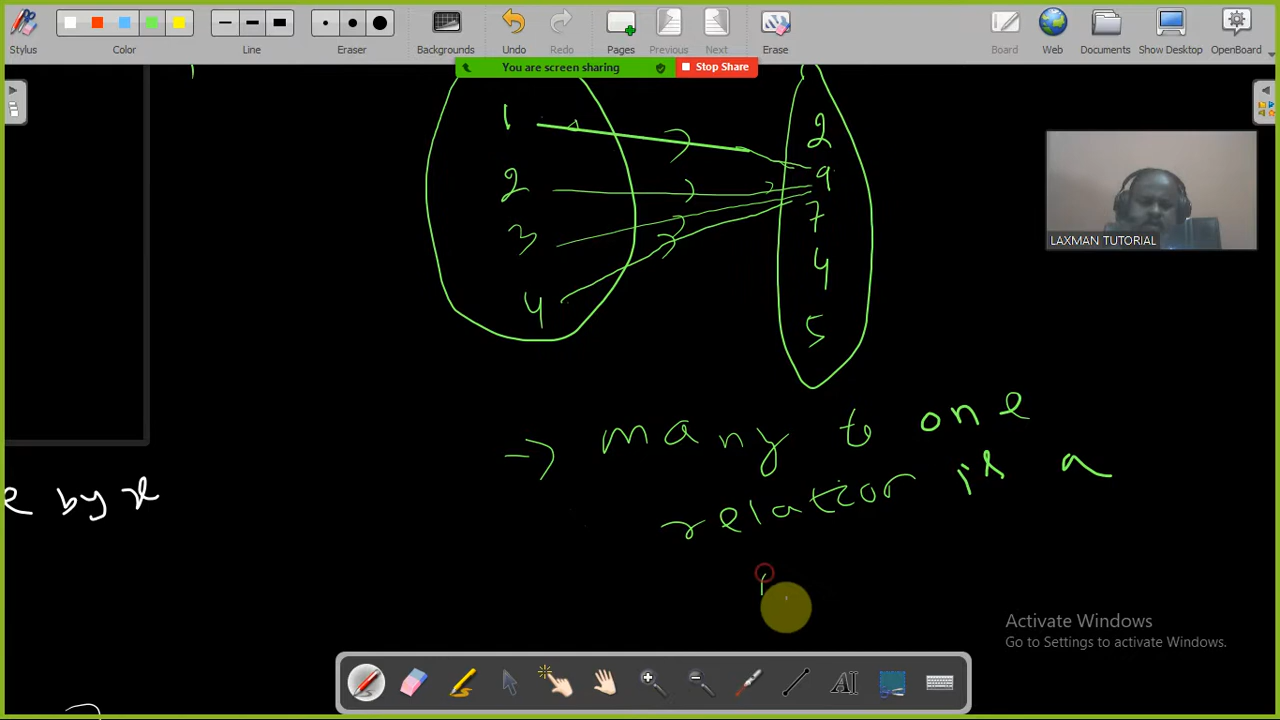 Stylus
Color
Line
Eraser
Backgrounds
Undo
Redo
Pages
Previous
Next
Erase
Board
Web
Documents
Show Desktop
OpenBoard
You are screen sharing
Stop Share
1
2
3
4
2
9
7
4
5
LAXMAN TUTORIAL
→ many to one
relation is a
by x
Activate Windows
Go to Settings to activate Windows.